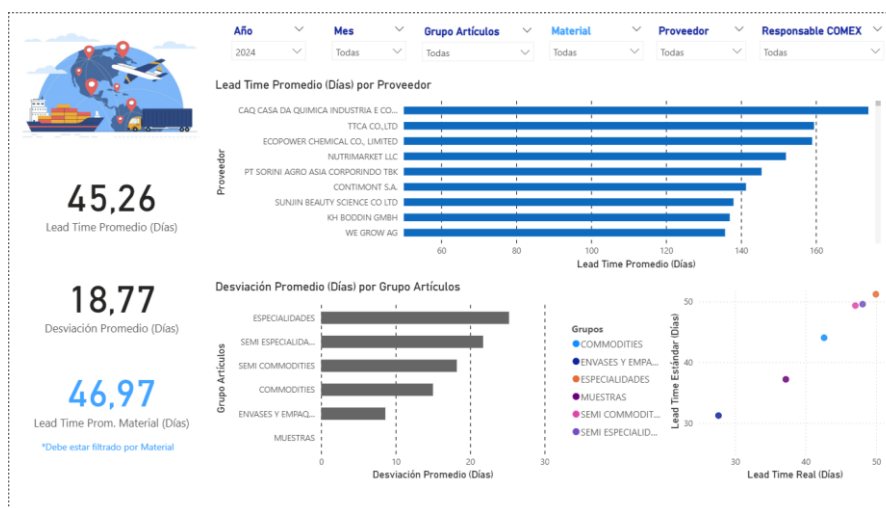 Año
Mes
Grupo Artículos
Material
Proveedor
Responsable COMEX
2024
Todas
Todas
Todas
Todas
Todas
Lead Time Promedio (Días) por Proveedor
Proveedor
CAQ CASA DA QUIMICA INDUSTRIA E CO...
TTCA CO.,LTD
ECOPOWER CHEMICAL CO., LIMITED
NUTRIMARKET LLC
PT SORINI AGRO ASIA CORPORINDO TBK
CONTIMONT S.A.
SUNJIN BEAUTY SCIENCE CO LTD
KH BODDIN GMBH
WE GROW AG
60
80
100
120
140
160
Lead Time Promedio (Días)
45,26
Lead Time Promedio (Días)
18,77
Desviación Promedio (Días)
46,97
Lead Time Prom. Material (Días)
*Debe estar filtrado por Material
Desviación Promedio (Días) por Grupo Artículos
Grupo Artículos
ESPECIALIDADES
SEMI ESPECIALIDA...
SEMI COMMODITIES
COMMODITIES
ENVASES Y EMPAQ...
MUESTRAS
0
10
20
30
Desviación Promedio (Días)
Grupos
COMMODITIES
ENVASES Y EMPA...
ESPECIALIDADES
MUESTRAS
SEMI COMMODIT...
SEMI ESPECIALID...
Lead Time Estándar (Días)
50
40
30
30
40
50
Lead Time Real (Días)